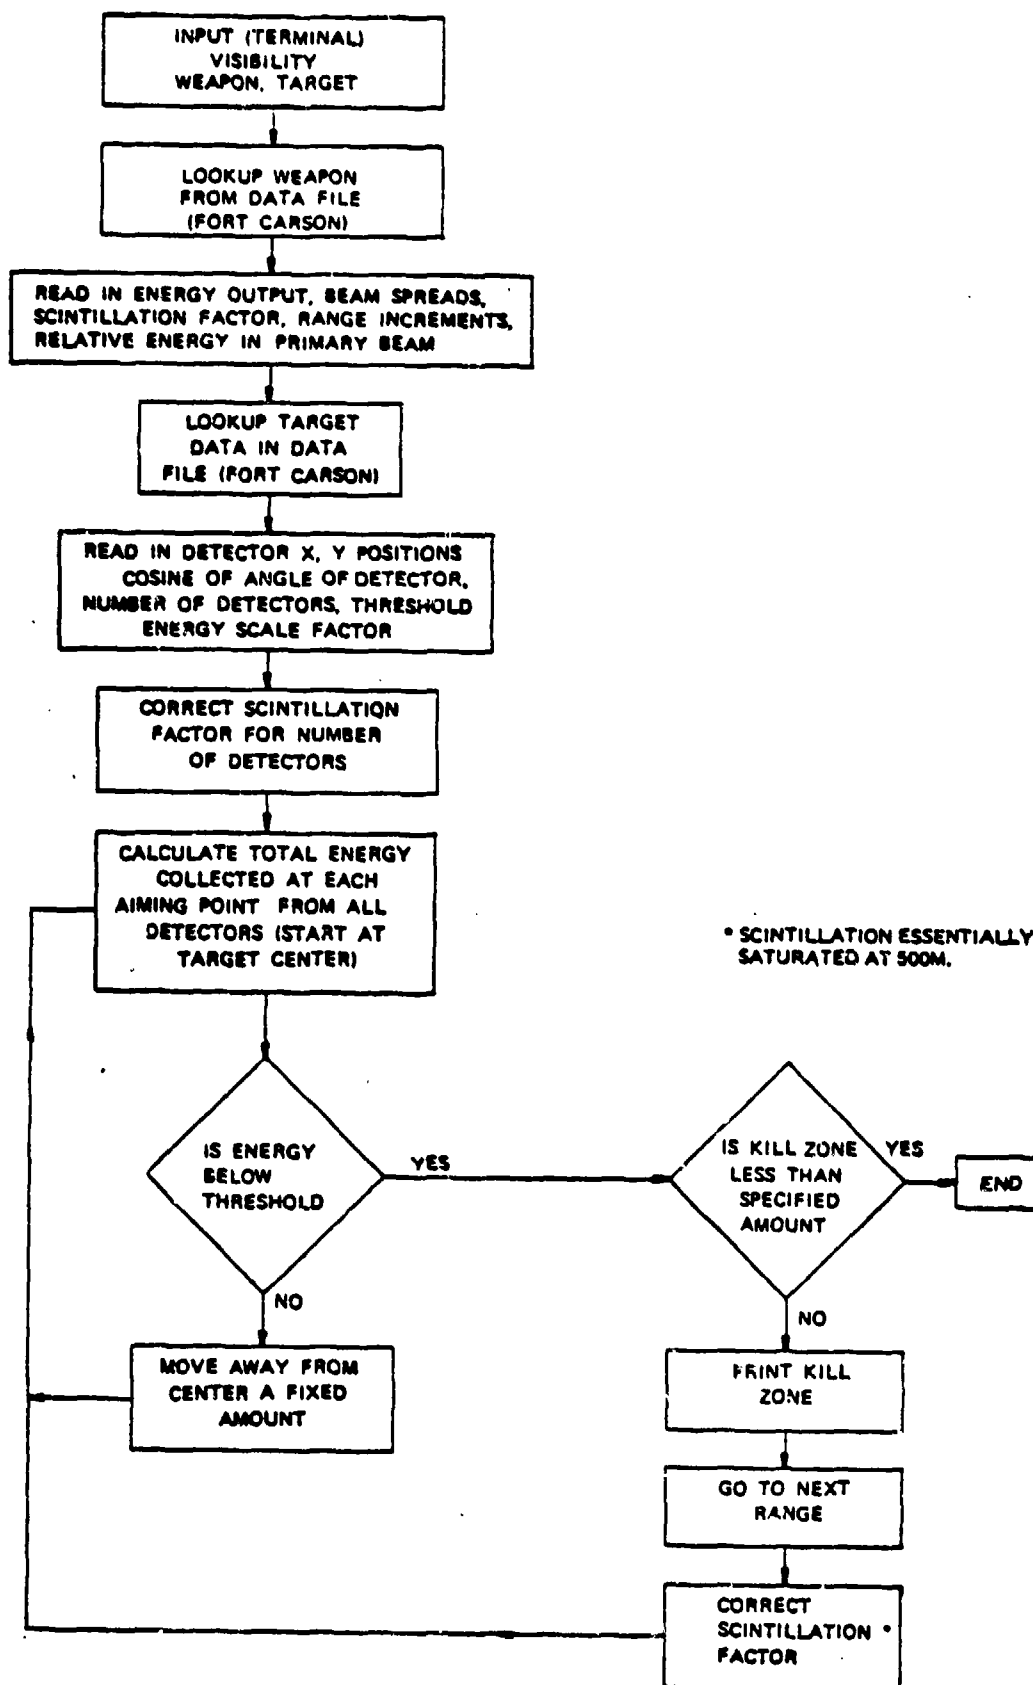 INPUT (TERMINAL)
VISIBILITY
WEAPON, TARGET
LOOKUP WEAPON
FROM DATA FILE
(FORT CARSON)
READ IN ENERGY OUTPUT, BEAM SPREADS,
SCINTILLATION FACTOR, RANGE INCREMENTS,
RELATIVE ENERGY IN PRIMARY BEAM
LOOKUP TARGET
DATA IN DATA
FILE (FORT CARSON)
READ IN DETECTOR X, Y POSITIONS
COSINE OF ANGLE OF DETECTOR,
NUMBER OF DETECTORS, THRESHOLD
ENERGY SCALE FACTOR
CORRECT SCINTILLATION
FACTOR FOR NUMBER
OF DETECTORS
CALCULATE TOTAL ENERGY
COLLECTED AT EACH
AIMING POINT FROM ALL
DETECTORS (START AT
TARGET CENTER)
* SCINTILLATION ESSENTIALLY
SATURATED AT 500M.
IS ENERGY
BELOW
THRESHOLD
YES
NO
MOVE AWAY FROM
CENTER A FIXED
AMOUNT
IS KILL ZONE
LESS THAN
SPECIFIED
AMOUNT
YES
END
NO
PRINT KILL
ZONE
GO TO NEXT
RANGE
CORRECT
SCINTILLATION *
FACTOR